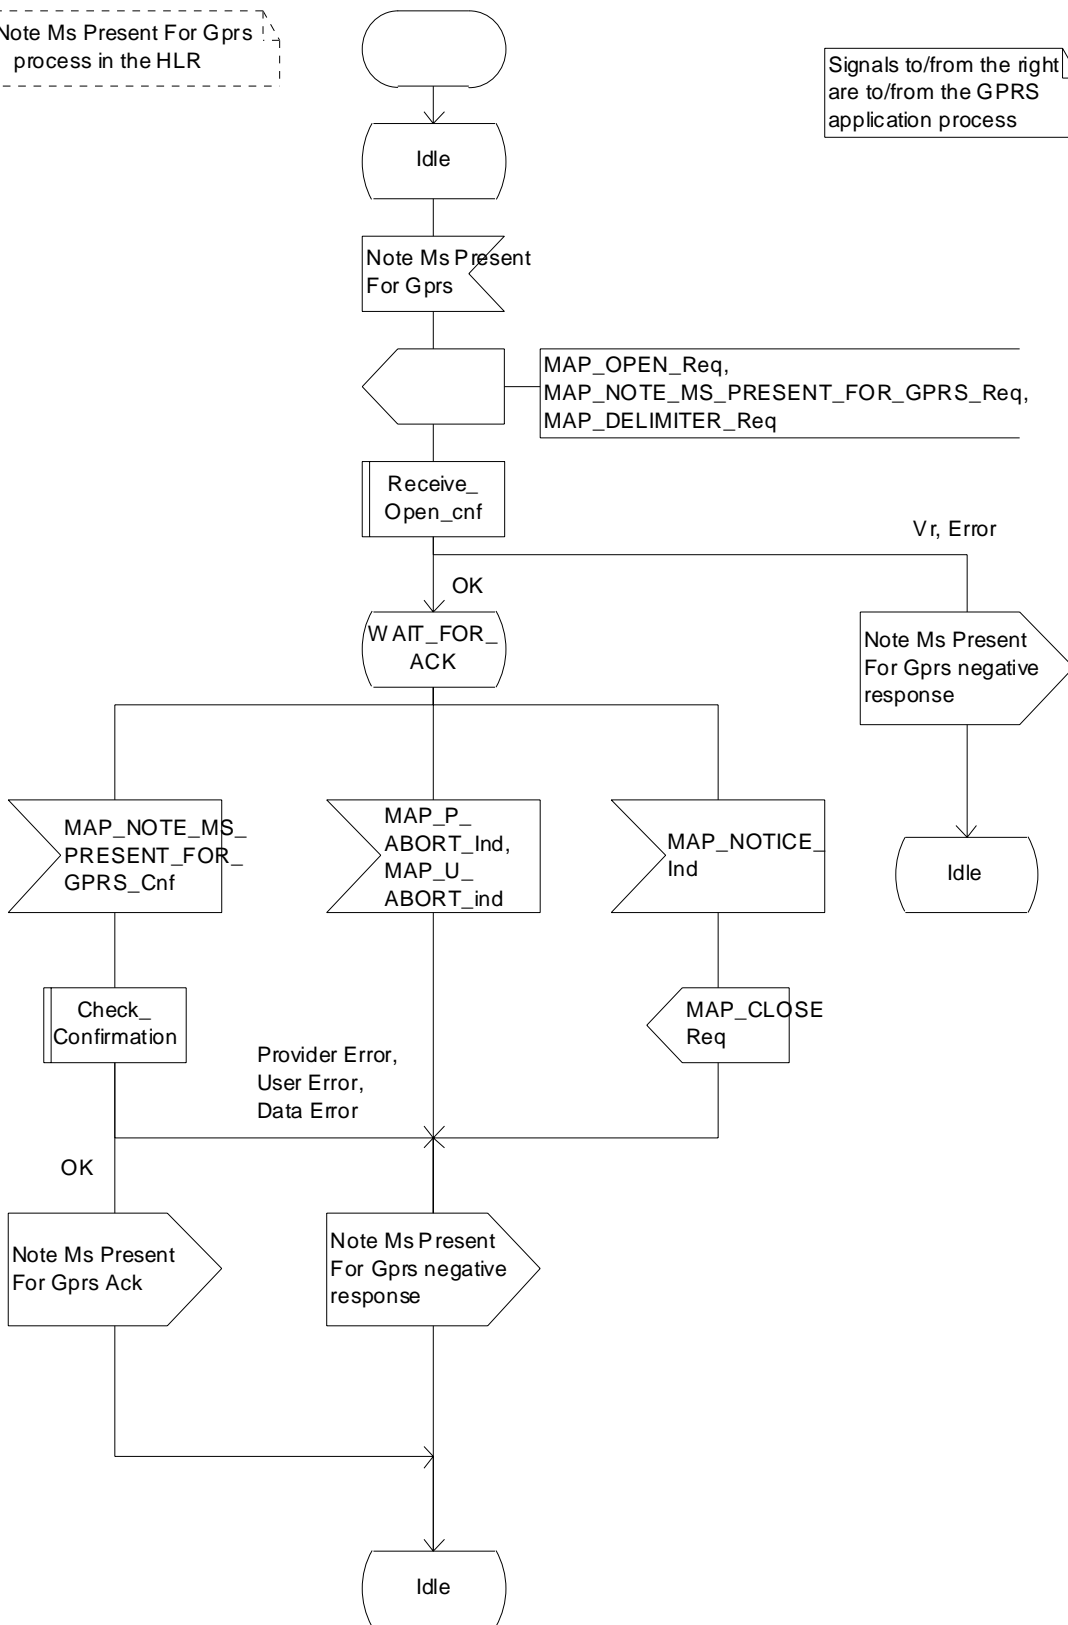 Note Ms Present For Gprs
process in the HLR
Signals to/from the right
are to/from the GPRS
application process
Idle
Note Ms Present
For Gprs
MAP_OPEN_Req,
MAP_NOTE_MS_PRESENT_FOR_GPRS_Req,
MAP_DELIMITER_Req
Receive_
Open_cnf
Vr, Error
OK
WAIT_FOR_
ACK
Note Ms Present
For Gprs negative
response
MAP_NOTE_MS_
PRESENT_FOR_
GPRS_Cnf
MAP_P_
ABORT_Ind,
MAP_U_
ABORT_ind
MAP_NOTICE_
Ind
Idle
Check_
Confirmation
MAP_CLOSE
Req
Provider Error,
User Error,
Data Error
OK
Note Ms Present
For Gprs Ack
Note Ms Present
For Gprs negative
response
Idle